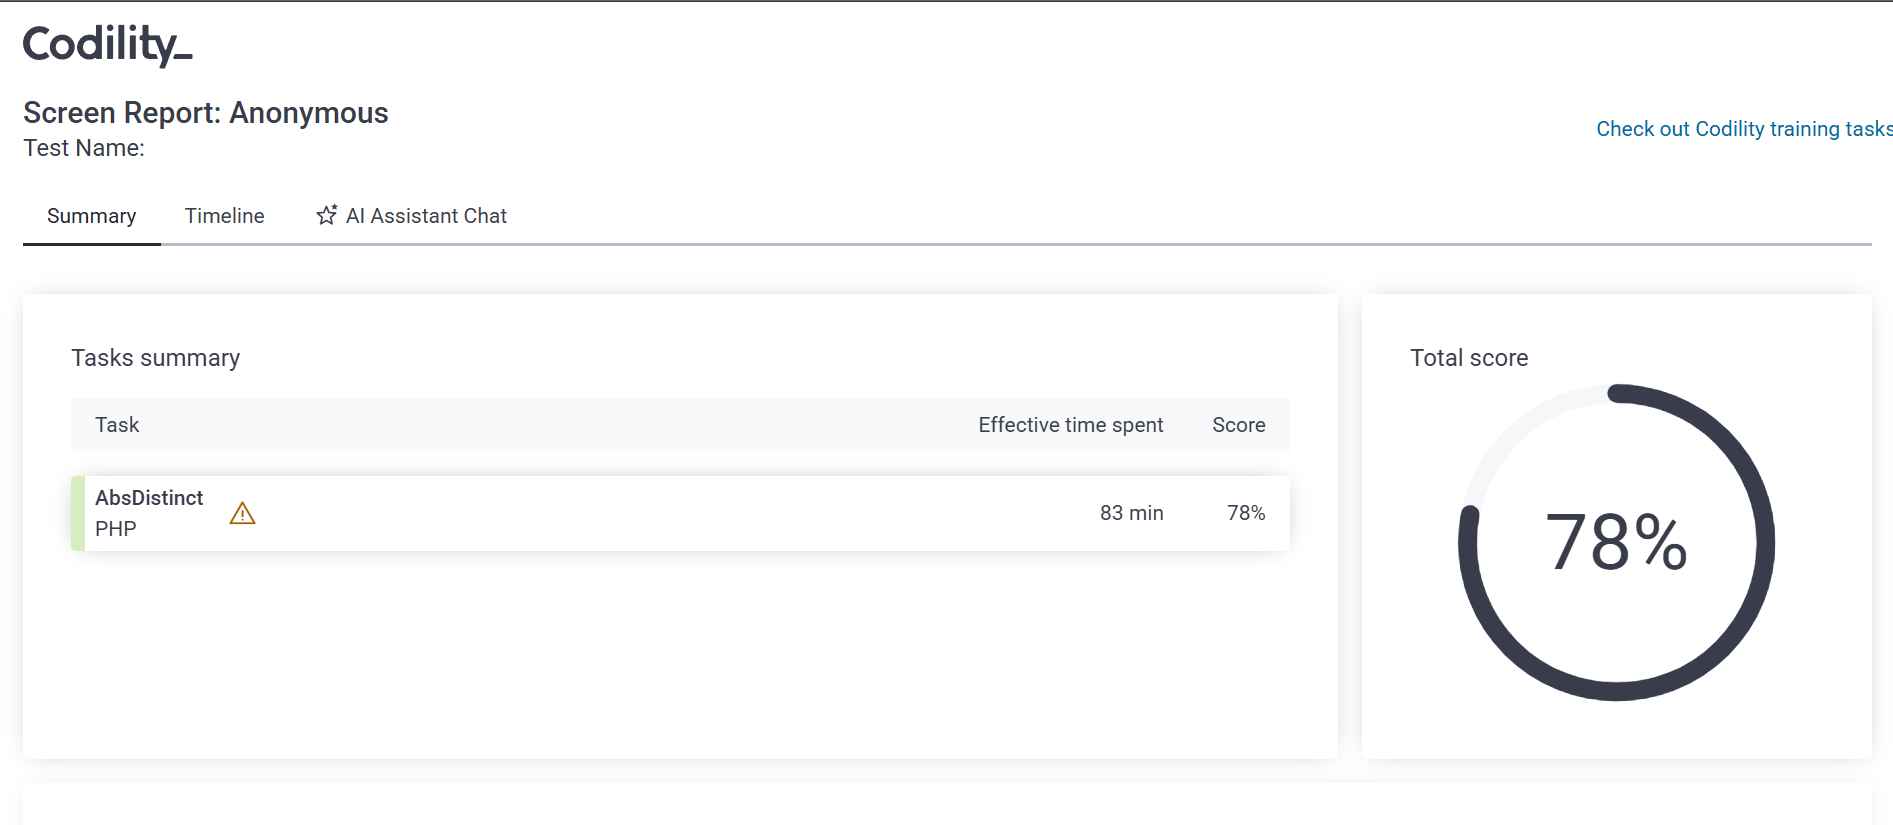 Codility_
Screen Report: Anonymous
Test Name:
Check out Codility training tasks
Summary
Timeline
AI Assistant Chat
Tasks summary
Task Effective time spent Score
AbsDistinct
PHP
83 min 78%
Total score
78%